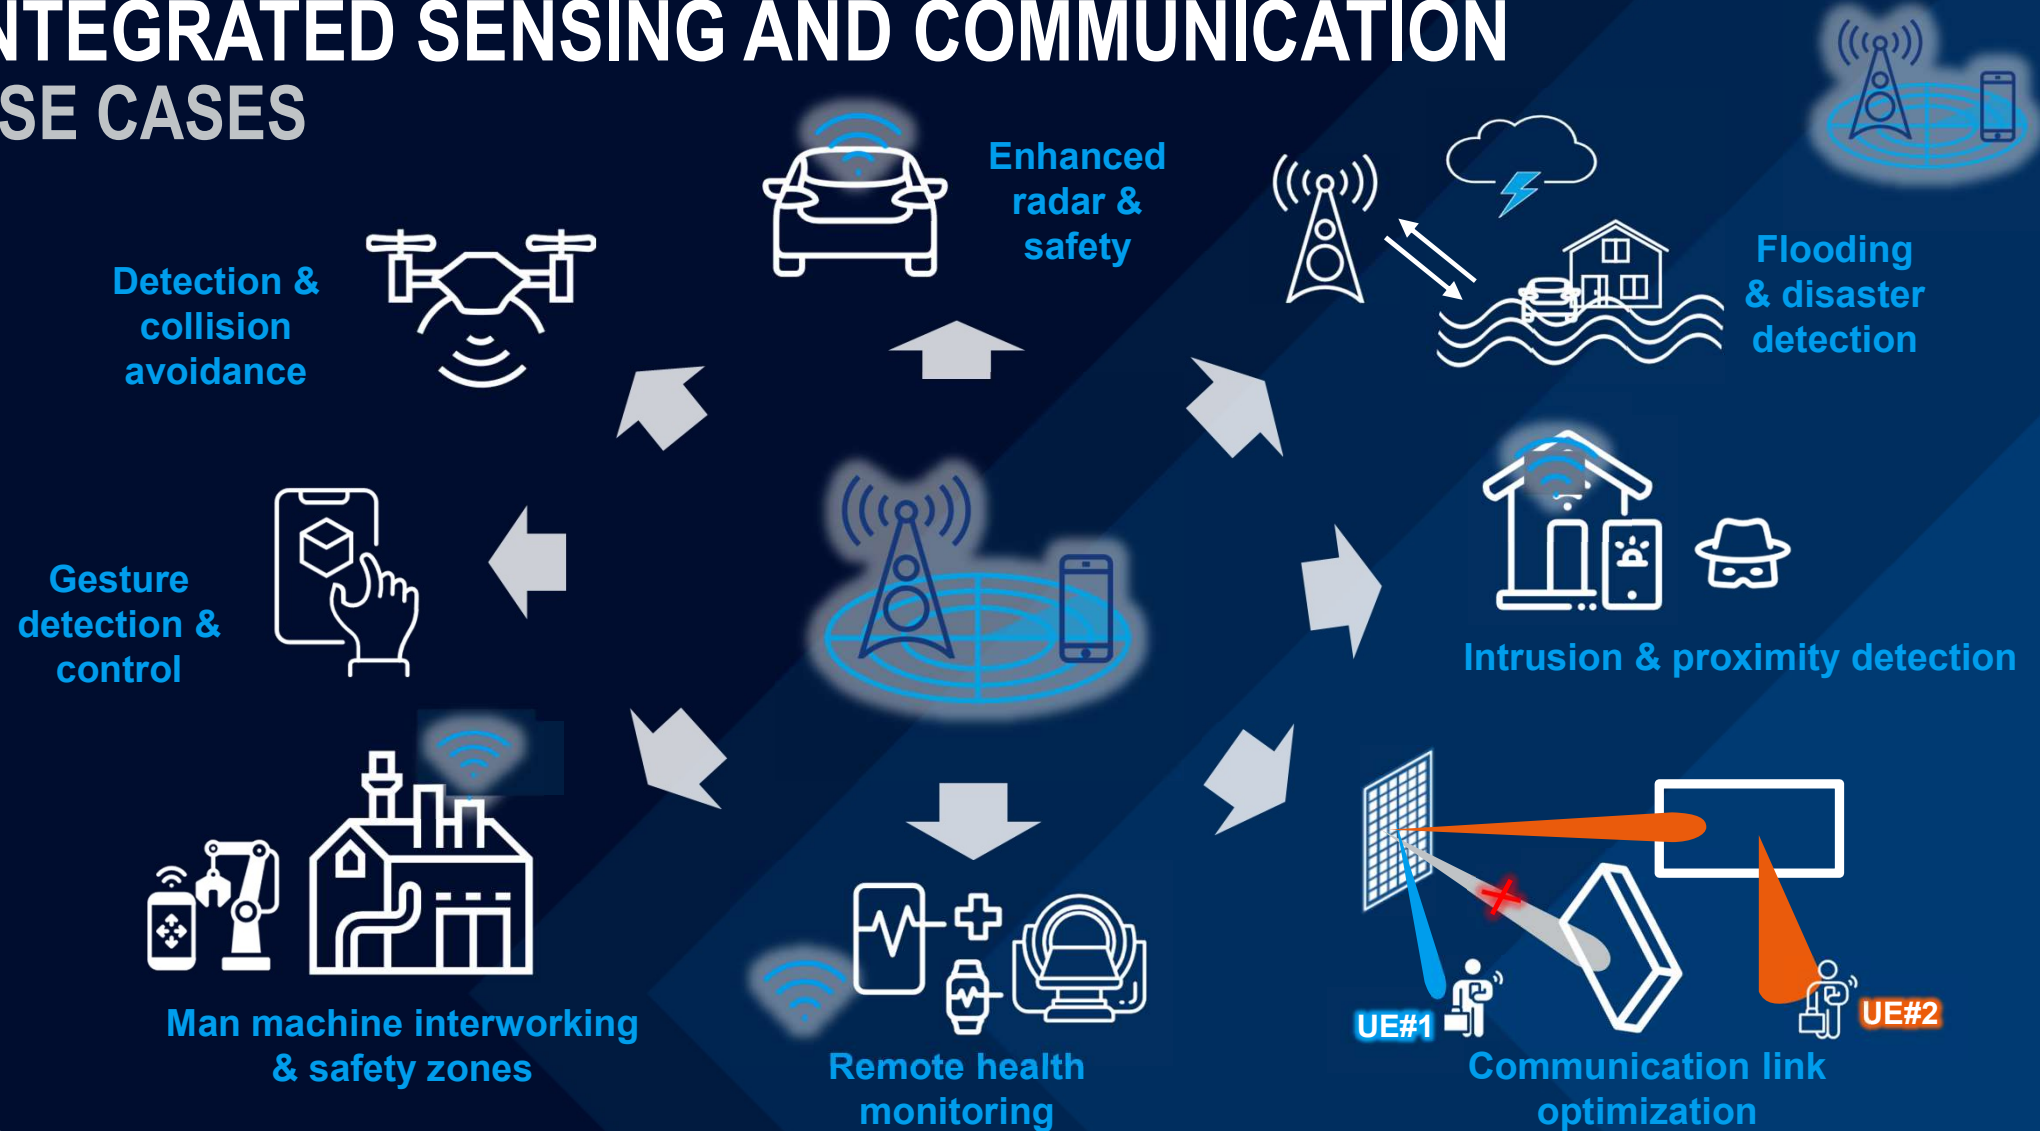 NTEGRATED SENSING AND COMMUNICATION
SE CASES
Enhanced
radar &
safety
Detection &
collision
avoidance
Flooding
& disaster
detection
Gesture
detection &
control
Intrusion & proximity detection
Man machine interworking
& safety zones
Remote health
monitoring
UE#1
UE#2
Communication link
optimization